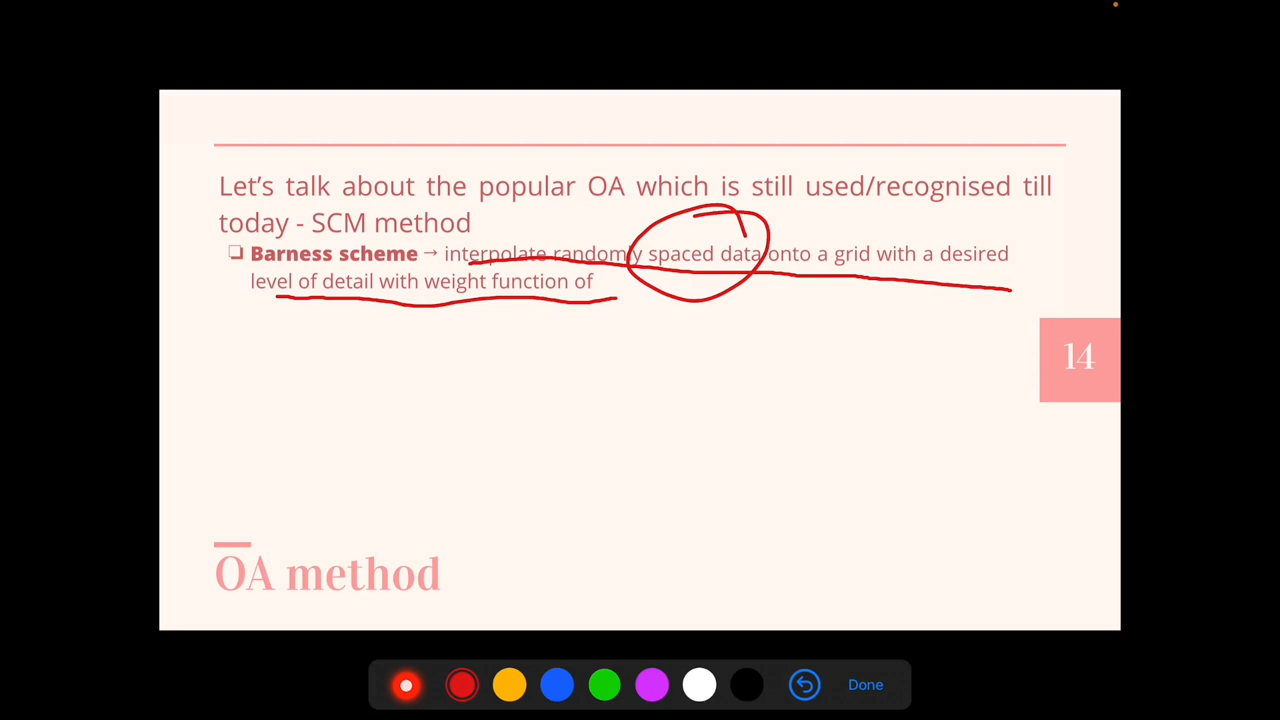 Let's talk about the popular OA which is still used/recognised till
today - SCM method
❑ Barness scheme → interpolate randomly spaced data onto a grid with a desired
level of detail with weight function of
14
OA method
Done